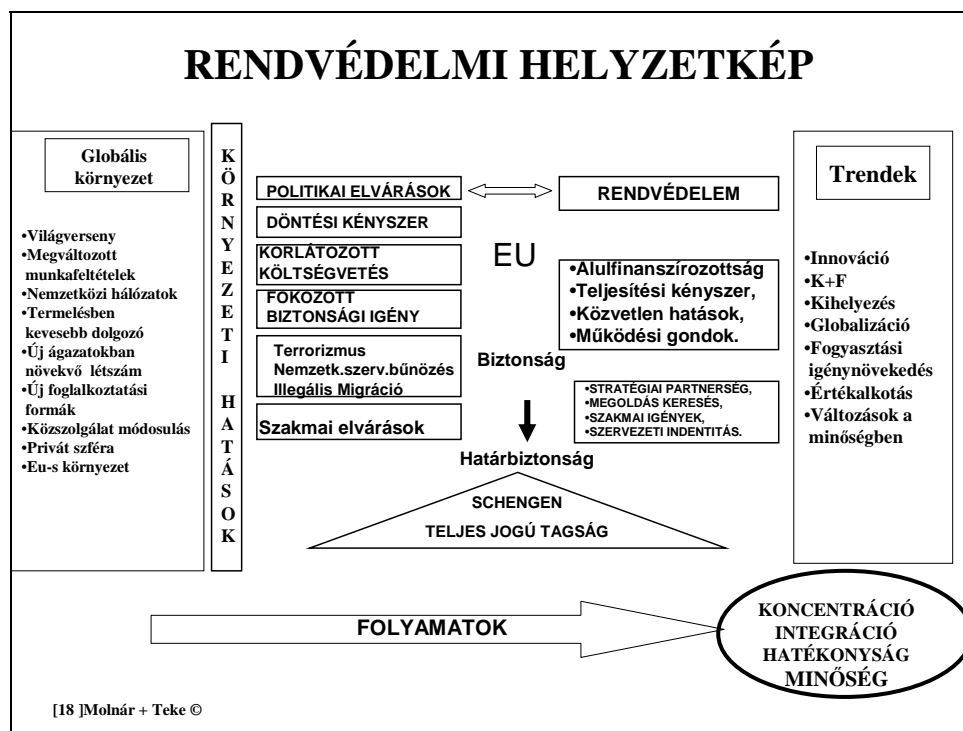 RENDVÉDELMI HELYZETKÉP
Globális
környezet
•Világverseny
•Megváltozott
munkafeltételek
•Nemzetközi hálózatok
•Termelésben
kevesebb dolgozó
•Új ágazatokban
növekvő létszám
•Új foglalkoztatási
formák
•Közszolgálat módosulás
•Privát szféra
•Eu-s környezet
KÖRNYEZETI HATÁSOK
POLITIKAI ELVÁRÁSOK
DÖNTÉSI KÉNYSZER
KORLÁTOZOTT
KÖLTSÉGVETÉS
FOKOZOTT
BIZTONSÁGI IGÉNY
Terrorizmus
Nemzetk.szerv.bűnözés
Illegális Migráció
Szakmai elvárások
EU
Biztonság
Határbiztonság
SCHENGEN
TELJES JOGÚ TAGSÁG
RENDVÉDELEM
•Alulfinanszírozottság
•Teljesítési kényszer,
•Közvetlen hatások,
•Működési gondok.
•STRATÉGIAI PARTNERSÉG,
•MEGOLDÁS KERESÉS,
•SZAKMAI IGÉNYEK,
•SZERVEZETI INDENTITÁS.
Trendek
•Innováció
•K+F
•Kihelyezés
•Globalizáció
•Fogyasztási
igénynövekedés
•Értékalkotás
•Változások a
minőségben
FOLYAMATOK
KONCENTRÁCIÓ
INTEGRÁCIÓ
HATÉKONYSÁG
MINŐSÉG
[18 ]Molnár + Teke ©